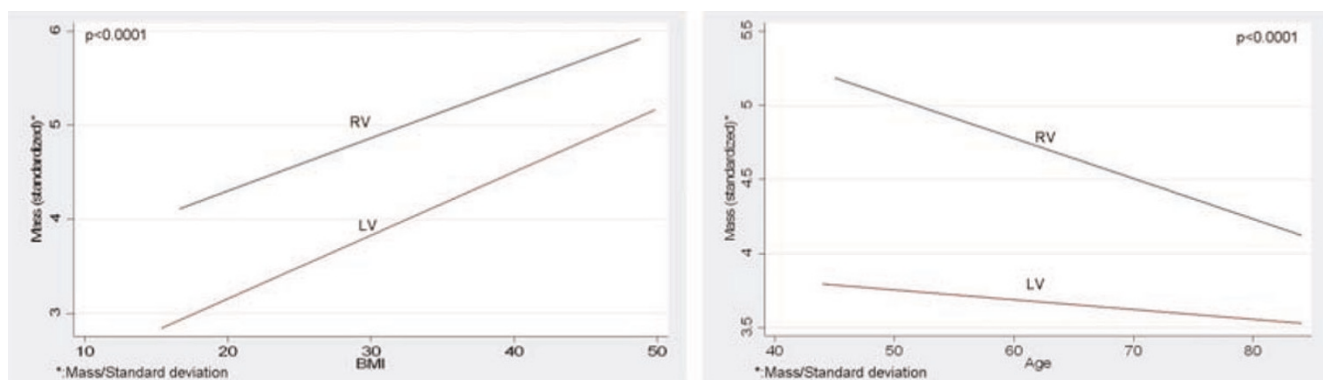 p<0.0001
Mass (standardized)*
6
5
4
3
RV
LV
10 20 30 40 50
BMI
*:Mass/Standard deviation
p<0.0001
Mass (standardized)*
5.5
5
4.5
4
3.5
RV
LV
40 50 60 70 80
Age
*:Mass/Standard deviation